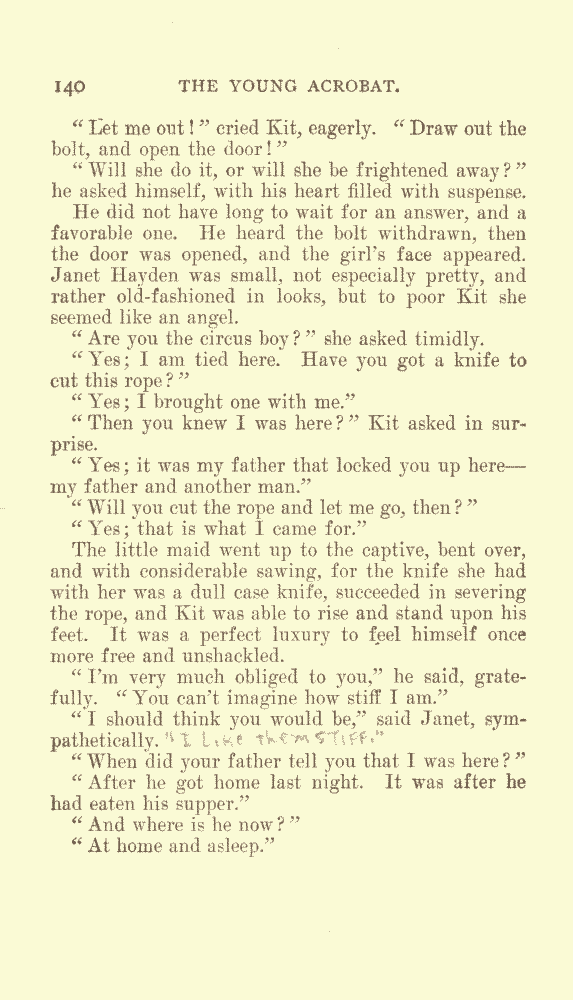 140 THE YOUNG ACROBAT.
“Let me out!” cried Kit, eagerly. “Draw out the
bolt, and open the door!”
“Will she do it, or will she be frightened away?”
he asked himself, with his heart filled with suspense.
He did not have long to wait for an answer, and a
favorable one. He heard the bolt withdrawn, then
the door was opened, and the girl’s face appeared.
Janet Hayden was small, not especially pretty, and
rather old-fashioned in looks, but to poor Kit she
seemed like an angel.
“Are you the circus boy?” she asked timidly.
“Yes; I am tied here. Have you got a knife to
cut this rope?”
“Yes; I brought one with me.”
“Then you knew I was here?” Kit asked in sur-
prise.
“Yes; it was my father that locked you up here—
my father and another man.”
“Will you cut the rope and let me go, then?”
“Yes; that is what I came for.”
The little maid went up to the captive, bent over,
and with considerable sawing, for the knife she had
with her was a dull case knife, succeeded in severing
the rope, and Kit was able to rise and stand upon his
feet. It was a perfect luxury to feel himself once
more free and unshackled.
“I’m very much obliged to you,” he said, grate-
fully. “You can’t imagine how stiff I am.”
“I should think you would be,” said Janet, sym-
pathetically. “I Like them STiFF.”
“When did your father tell you that I was here?”
“After he got home last night. It was after he
had eaten his supper.”
“And where is he now?”
“At home and asleep.”